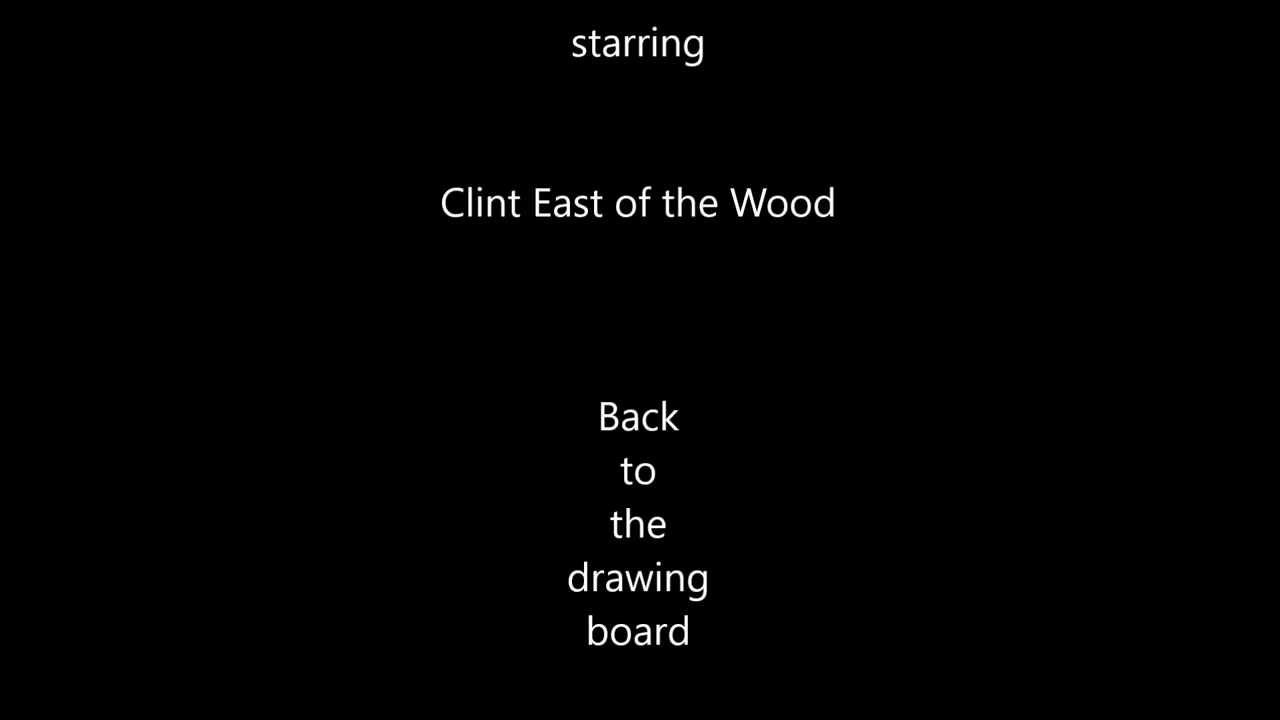 starring
Clint East of the Wood
Back
to
the
drawing
board